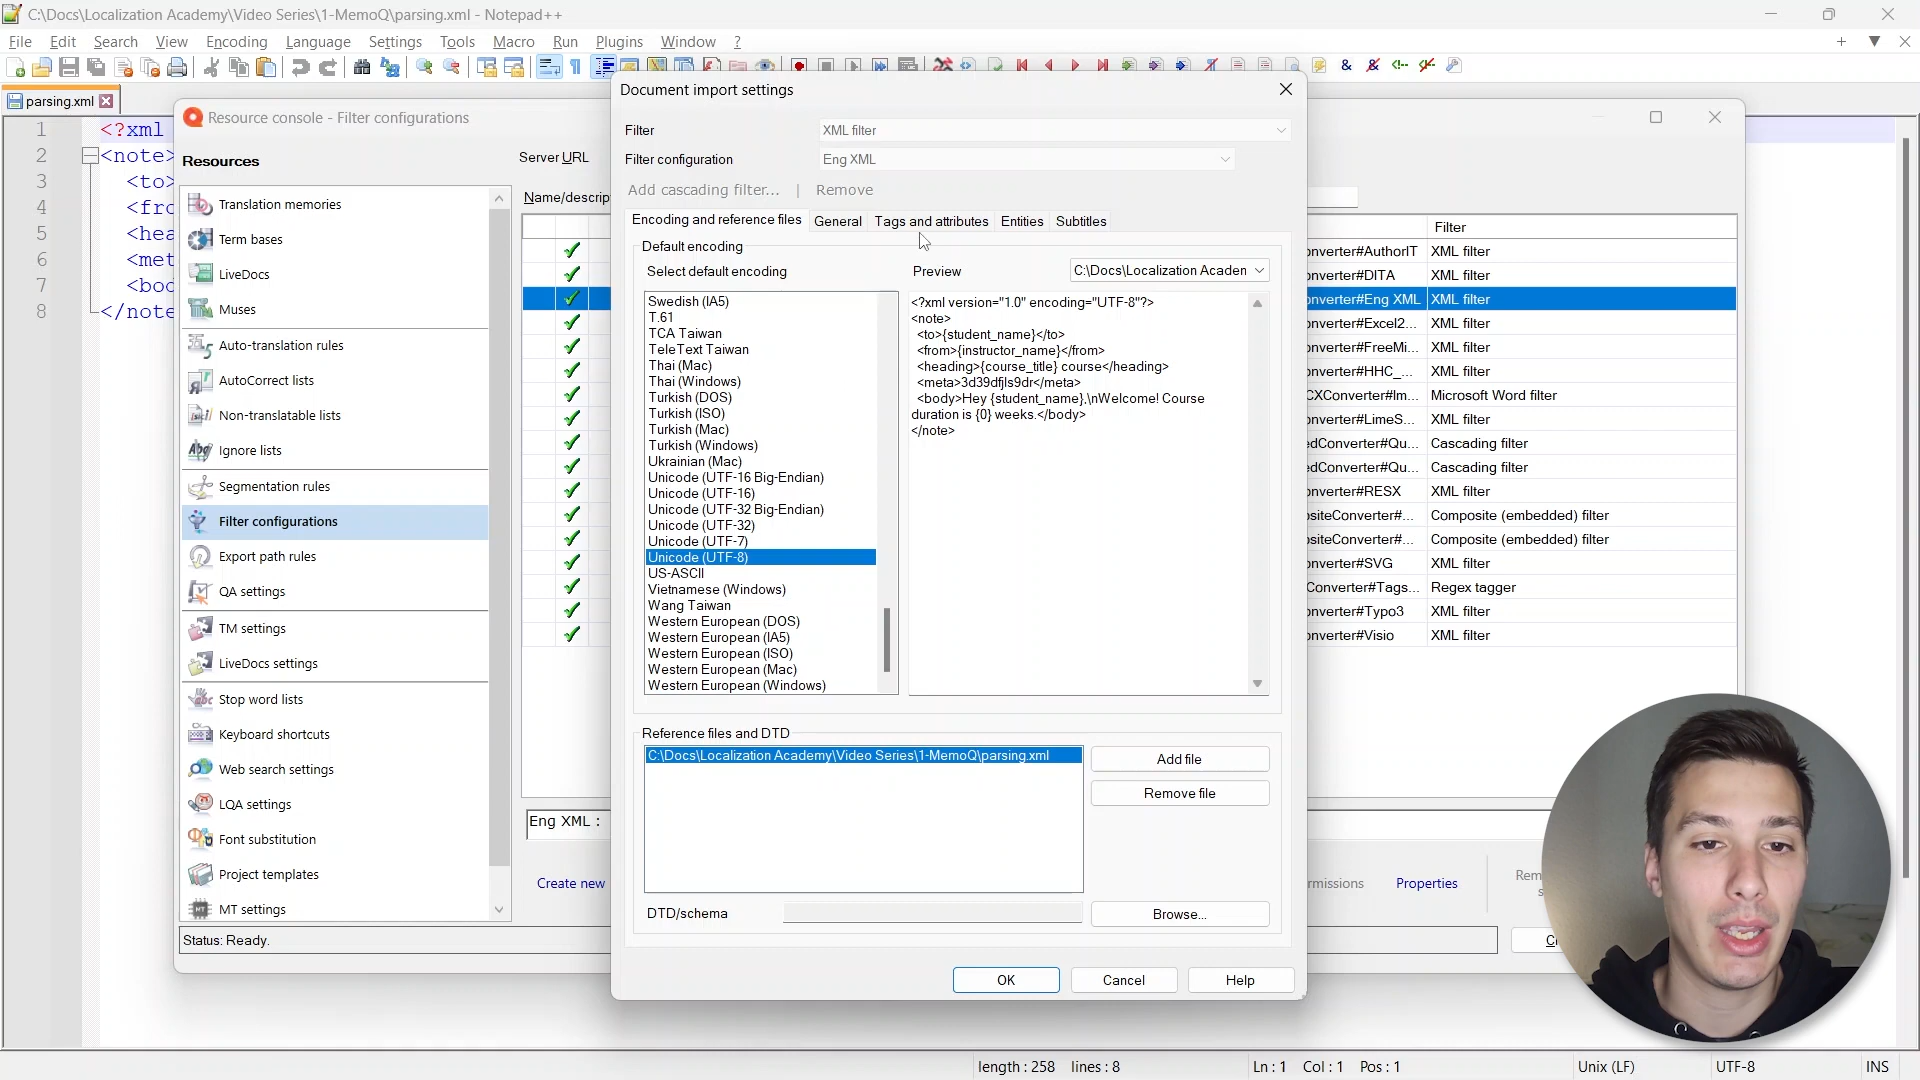 C:\Docs\Localization Academy\Video Series\1-MemoQ\parsing.xml - Notepad++
File Edit Search View Encoding Language Settings Tools Macro Run Plugins Window ?
parsing.xml
1 <?xml
2 <note>
3 <to>
4 <fro
5 <hea
6 <met
7 <bod
8 </note
Resource console - Filter configurations
Resources
Translation memories
Term bases
LiveDocs
Muses
Auto-translation rules
AutoCorrect lists
Non-translatable lists
Ignore lists
Segmentation rules
Filter configurations
Export path rules
QA settings
TM settings
LiveDocs settings
Stop word lists
Keyboard shortcuts
Web search settings
LQA settings
Font substitution
Project templates
MT settings
Status: Ready.
Server URL
Name/descrip
Eng XML :
Create new
Document import settings
Filter XML filter
Filter configuration Eng XML
Add cascading filter... | Remove
Encoding and reference files General Tags and attributes Entities Subtitles
Default encoding
Select default encoding
Swedish (IA5)
T.61
TCA Taiwan
TeleText Taiwan
Thai (Mac)
Thai (Windows)
Turkish (DOS)
Turkish (ISO)
Turkish (Mac)
Turkish (Windows)
Ukrainian (Mac)
Unicode (UTF-16 Big-Endian)
Unicode (UTF-16)
Unicode (UTF-32 Big-Endian)
Unicode (UTF-32)
Unicode (UTF-7)
Unicode (UTF-8)
US-ASCII
Vietnamese (Windows)
Wang Taiwan
Western European (DOS)
Western European (IA5)
Western European (ISO)
Western European (Mac)
Western European (Windows)
Preview C:\Docs\Localization Academ
<?xml version="1.0" encoding="UTF-8"?>
<note>
<to>{student_name}</to>
<from>{instructor_name}</from>
<heading>{course_title} course</heading>
<meta>3d39dfjls9dr</meta>
<body>Hey {student_name},\nWelcome! Course
duration is {0} weeks.</body>
</note>
Reference files and DTD
C:\Docs\Localization Academy\Video Series\1-MemoQ\parsing.xml
Add file
Remove file
DTD/schema Browse...
OK Cancel Help
Filter
onverter#AuthorIT XML filter
onverter#DITA XML filter
onverter#Eng XML XML filter
onverter#Excel2... XML filter
onverter#FreeMi... XML filter
onverter#HHC_... XML filter
CXConverter#Im... Microsoft Word filter
onverter#LimeS... XML filter
edConverter#Qu... Cascading filter
edConverter#Qu... Cascading filter
onverter#RESX XML filter
ositeConverter#... Composite (embedded) filter
ositeConverter#... Composite (embedded) filter
onverter#SVG XML filter
Converter#Tags... Regex tagger
onverter#Typo3 XML filter
onverter#Visio XML filter
rmissions Properties Rem
s
Cl
length : 258 lines : 8 Ln : 1 Col : 1 Pos : 1 Unix (LF) UTF-8 INS